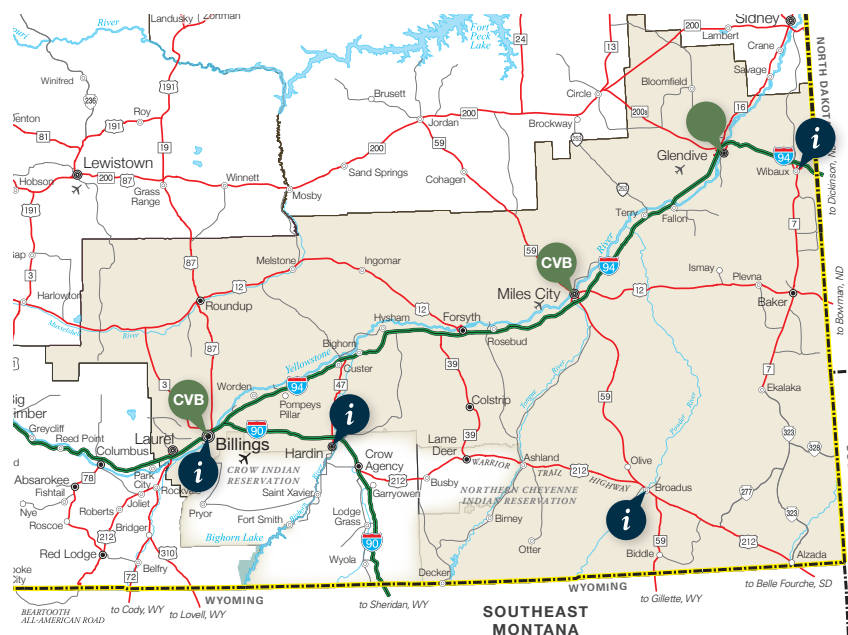 Landusky
Zortman
River
Fort
Peck
Lake
24
13
200
Sidney
Lambert
Crane
Savage
NORTH DAKOTA
Winifred
236
191
Brusett
Circle
Bloomfield
200S
16
Roy
191
81
19
Jordan
200
Brockway
253
Glendive
94
i
Wibaux
to Dickinson, ND
Lewistown
Hobson
200
87
Grass
Range
Winnett
Sand Springs
200
59
Cohagen
Mosby
253
Terry
Fallon
191
3
7
Harlowton
87
Melstone
12
Ingomar
59
River
CVB
94
Miles City
Ismay
Plevna
12
Baker
to Bowman, ND
Roundup
Musselshell
River
12
Hysham
Forsyth
Rosebud
Bighorn
Custer
Yellowstone
87
3
94
Worden
Pompeys
Pillar
47
39
Colstrip
59
Tongue
River
Powder
River
7
Ekalaka
323
328
CVB
Billings
90
i
i
Hardin
Greycliff
Reed Point
Columbus
Laurel
Park
City
CROW INDIAN
RESERVATION
Crow
Agency
Lame
Deer
39
WARRIOR
TRAIL
HIGHWAY
212
Ashland
Olive
Broadus
i
277
323
Absarokee
78
Fishtail
Nye
Roscoe
Roberts
Joliet
Rockvale
Pryor
Saint Xavier
Fort Smith
Bighorn
River
Garryowen
212
Busby
NORTHERN CHEYENNE
INDIAN RESERVATION
Lodge
Grass
Birney
Bridger
212
310
Red Lodge
Belfry
72
Bighorn Lake
90
Wyola
Decker
Otter
Biddle
59
212
Alzada
WYOMING
WYOMING
to Cody, WY
to Lovell, WY
to Sheridan, WY
to Gillette, WY
to Belle Fourche, SD
BEARTOOTH
ALL-AMERICAN ROAD
SOUTHEAST
MONTANA